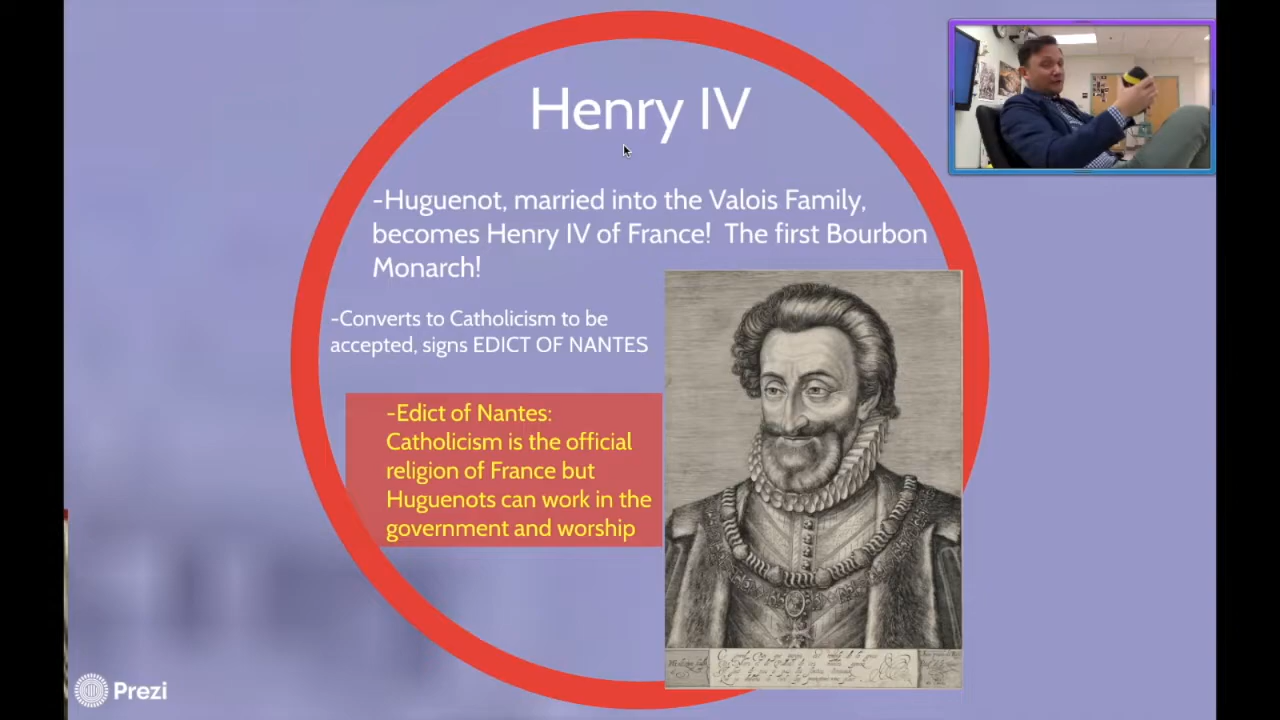 Henry IV
-Huguenot, married into the Valois Family,
becomes Henry IV of France! The first Bourbon
Monarch!
-Converts to Catholicism to be
accepted, signs EDICT OF NANTES
-Edict of Nantes:
Catholicism is the official
religion of France but
Huguenots can work in the
government and worship
Prezi